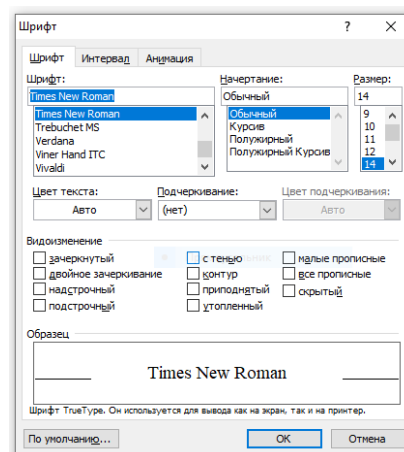 Шрифт ? ×
Шрифт Интервал Анимация
Шрифт: Начертание: Размер:
Times New Roman Обычный 14
Times New Roman Обычный 9
Trebuchet MS Курсив 10
Verdana Полужирный 11
Viner Hand ITC Полужирный Курсив 12
Vivaldi 14
Цвет текста: Подчеркивание: Цвет подчеркивания:
Авто (нет) Авто
Видоизменение
зачеркнутый с тенью малые прописные
двойное зачеркивание контур все прописные
надстрочный приподнятый скрытый
подстрочный утопленный
Образец
Times New Roman
Шрифт TrueType. Он используется для вывода как на экран, так и на принтер.
По умолчанию... ОК Отмена